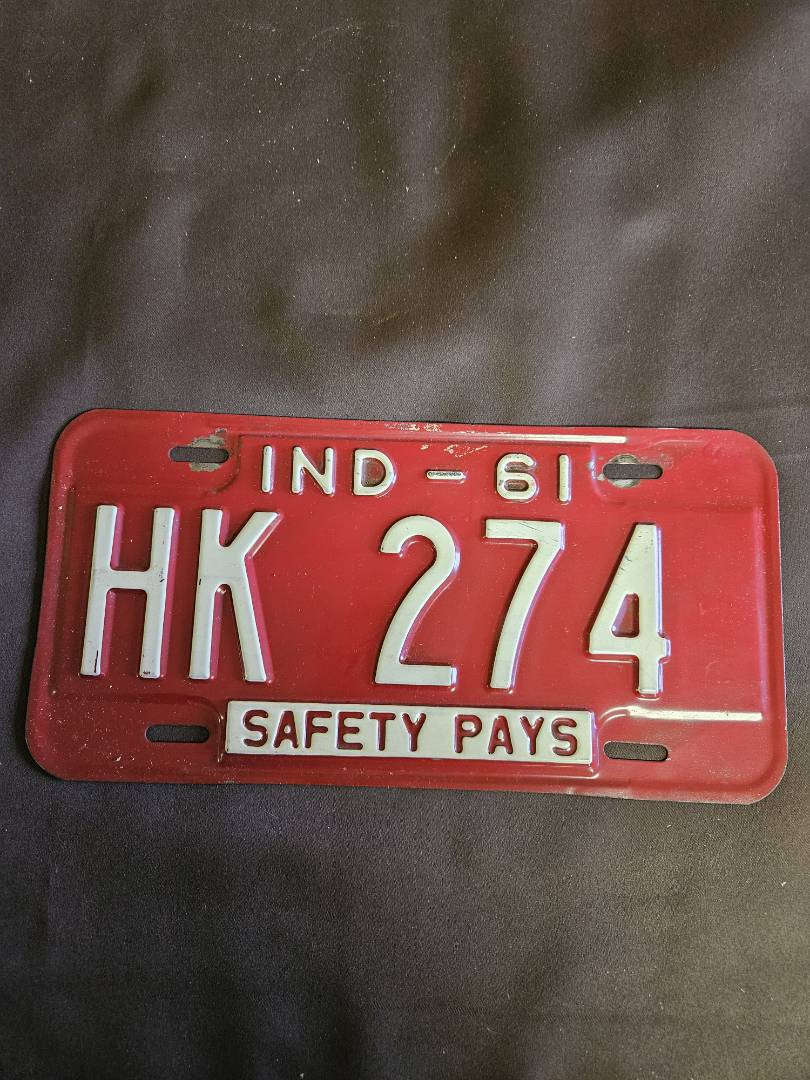 IND - 61
HK 274
SAFETY PAYS